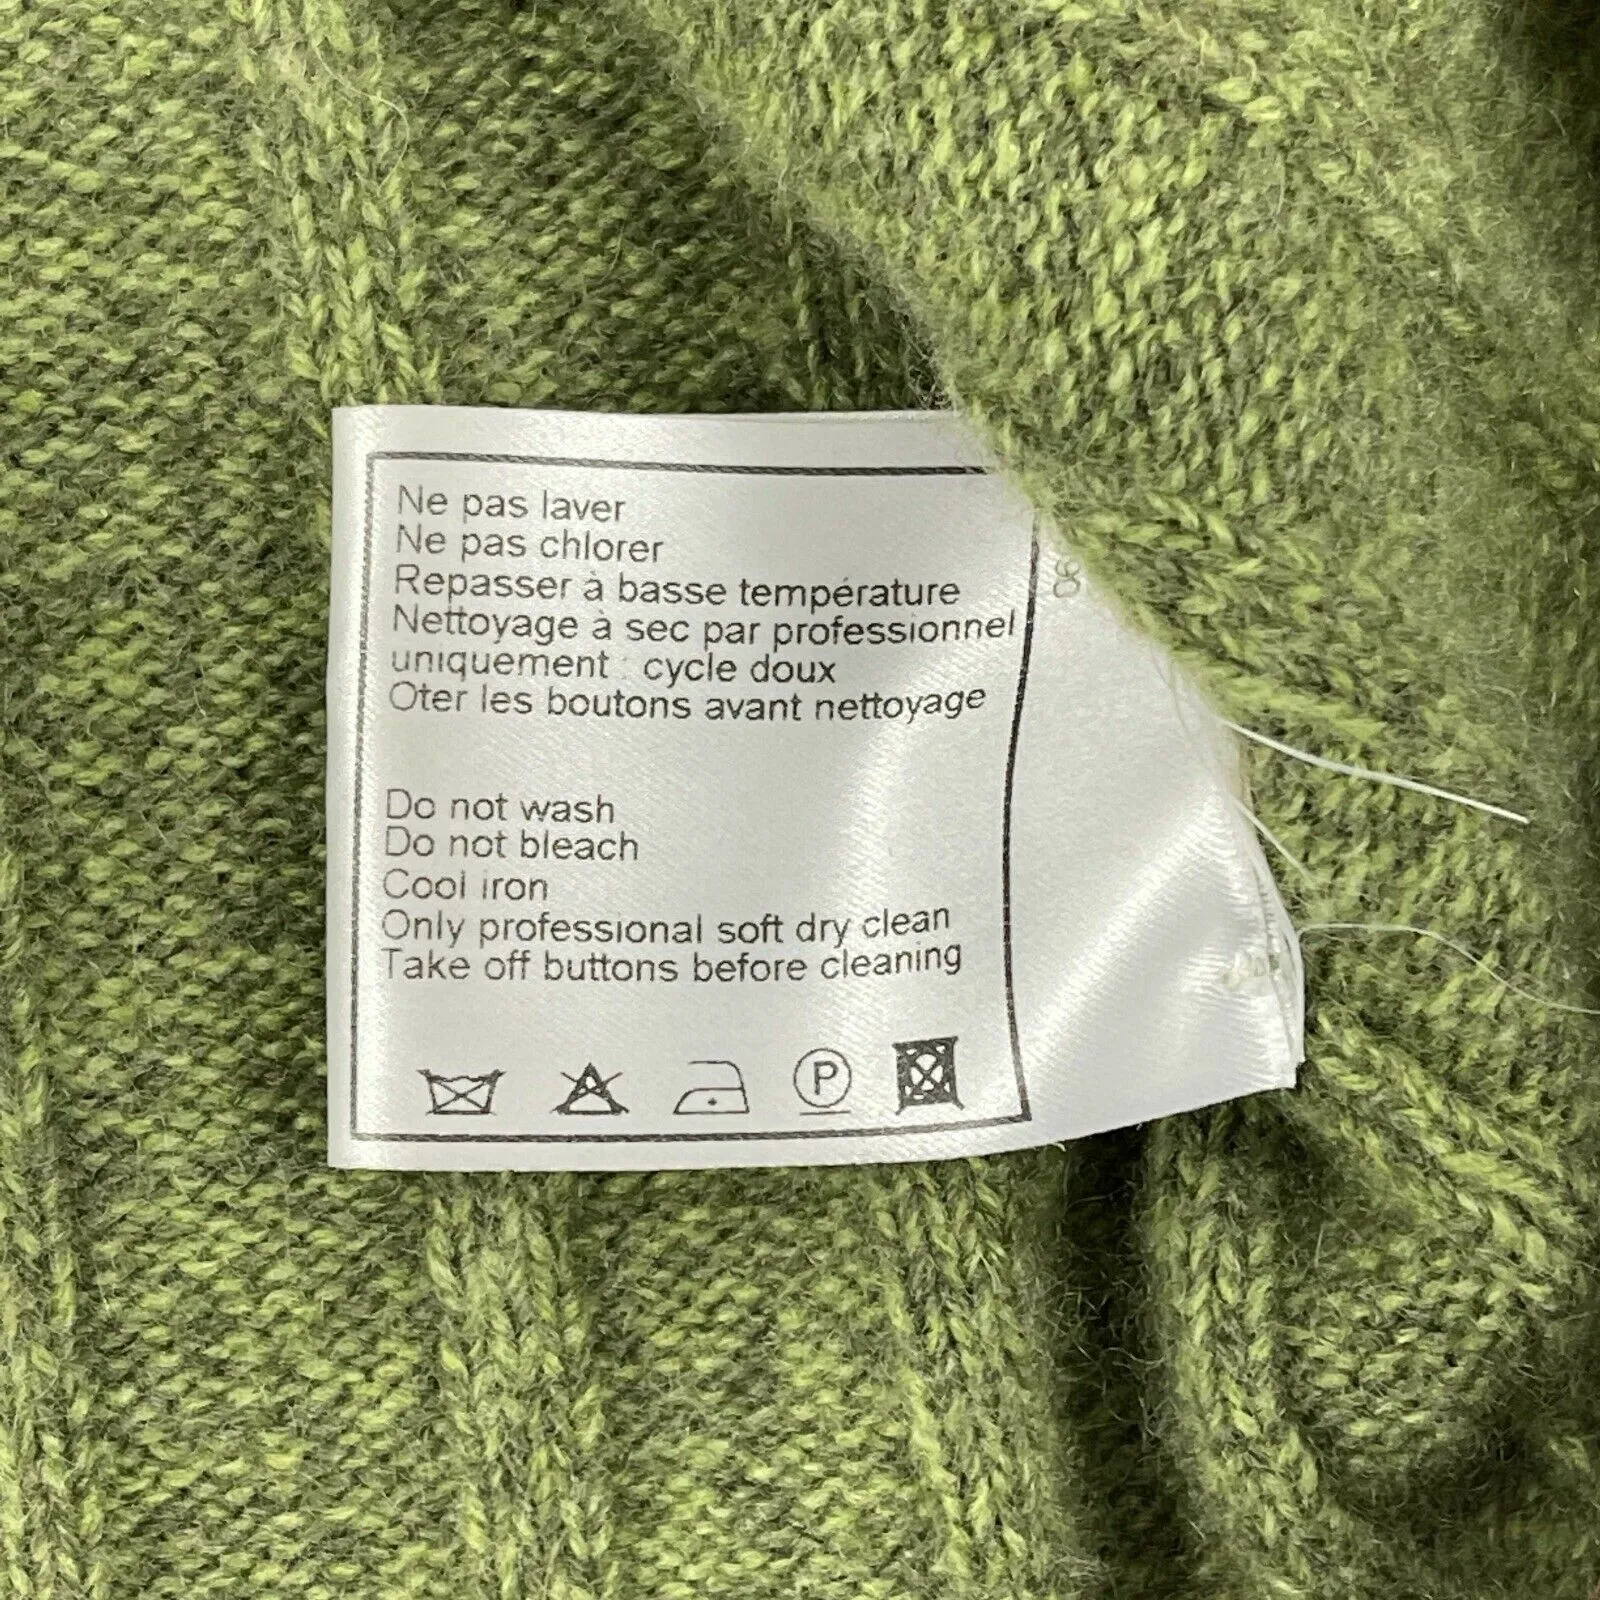 Ne pas laver
Ne pas chlorer
Repasser à basse température
Nettoyage à sec par professionnel
uniquement : cycle doux
Oter les boutons avant nettoyage
Do not wash
Do not bleach
Cool iron
Only professional soft dry clean
Take off buttons before cleaning
P